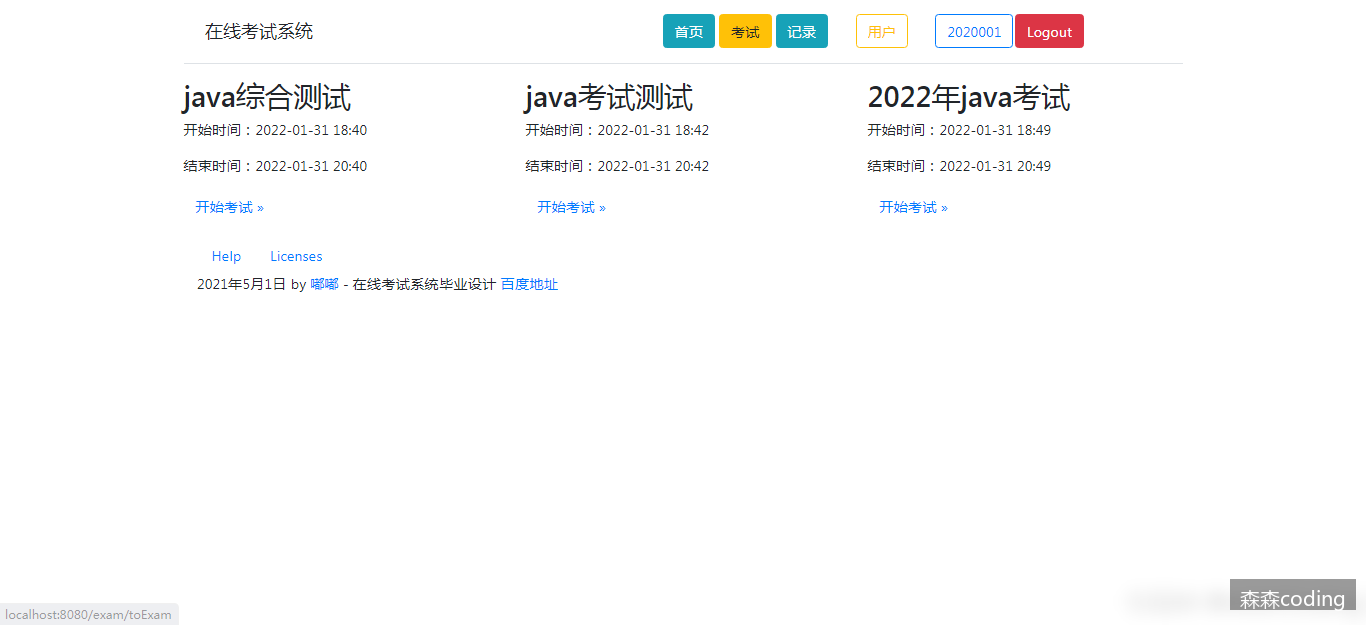 在线考试系统 首页 考试 记录 用户 2020001 Logout
java综合测试 java考试测试 2022年java考试
开始时间：2022-01-31 18:40 开始时间：2022-01-31 18:42 开始时间：2022-01-31 18:49
结束时间：2022-01-31 20:40 结束时间：2022-01-31 20:42 结束时间：2022-01-31 20:49
开始考试 » 开始考试 » 开始考试 »
Help Licenses
2021年5月1日 by 嘟嘟 - 在线考试系统毕业设计 百度地址
森森coding
localhost:8080/exam/toExam